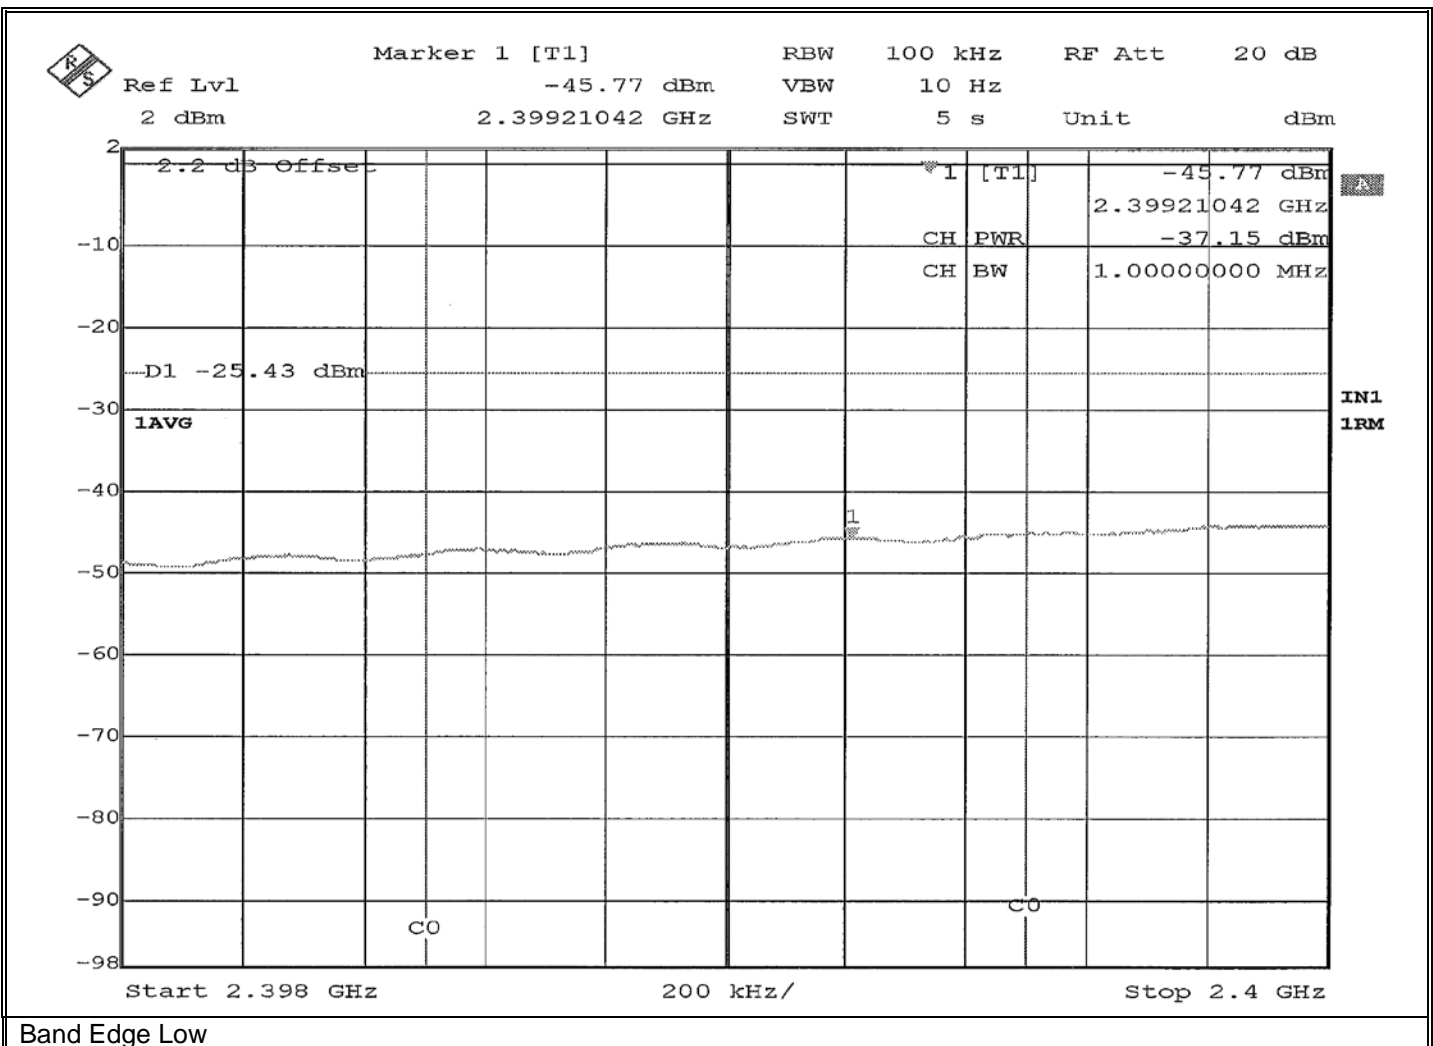 R S
Marker 1 [T1] RBW 100 kHz RF Att 20 dB
Ref Lvl -45.77 dBm VBW 10 Hz
2 dBm 2.39921042 GHz SWT 5 s Unit dBm
2
2.2 dB Offset 1 [T1] -45.77 dBm
A
2.39921042 GHz
-10 CH PWR -37.15 dBm
CH BW 1.00000000 MHz
-20
D1 -25.43 dBm
-30
IN1
1AVG 1RM
-40
1
-50
-60
-70
-80
-90
C0
C0
-98
Start 2.398 GHz 200 kHz/ Stop 2.4 GHz
Band Edge Low